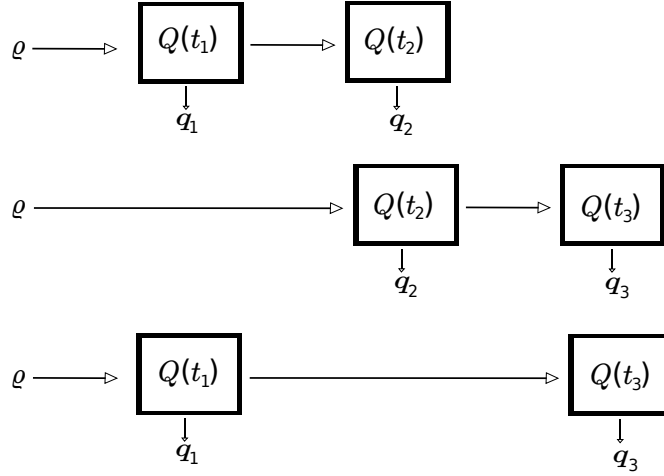 ϱ Q(t₁) Q(t₂)
q₁ q₂
ϱ Q(t₂) Q(t₃)
q₂ q₃
ϱ Q(t₁) Q(t₃)
q₁ q₃